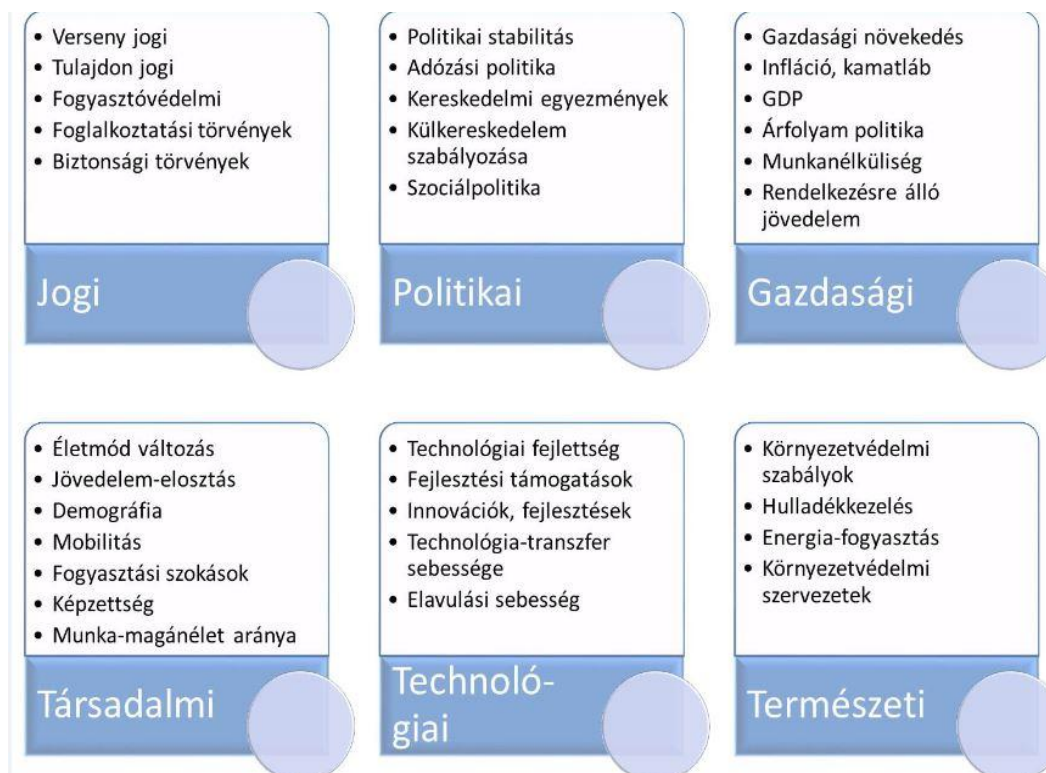 • Verseny jogi
• Tulajdon jogi
• Fogyasztóvédelmi
• Foglalkoztatási törvények
• Biztonsági törvények
Jogi
• Politikai stabilitás
• Adózási politika
• Kereskedelmi egyezmények
• Külkereskedelem
szabályozása
• Szociálpolitika
Politikai
• Gazdasági növekedés
• Infláció, kamatláb
• GDP
• Árfolyam politika
• Munkanélküliség
• Rendelkezésre álló
jövedelem
Gazdasági
• Életmód változás
• Jövedelem-elosztás
• Demográfia
• Mobilitás
• Fogyasztási szokások
• Képzettség
• Munka-magánélet aránya
Társadalmi
• Technológiai fejlettség
• Fejlesztési támogatások
• Innovációk, fejlesztések
• Technológia-transzfer
sebessége
• Elavulási sebesség
Technoló-
giai
• Környezetvédelmi
szabályok
• Hulladékkezelés
• Energia-fogyasztás
• Környezetvédelmi
szervezetek
Természeti